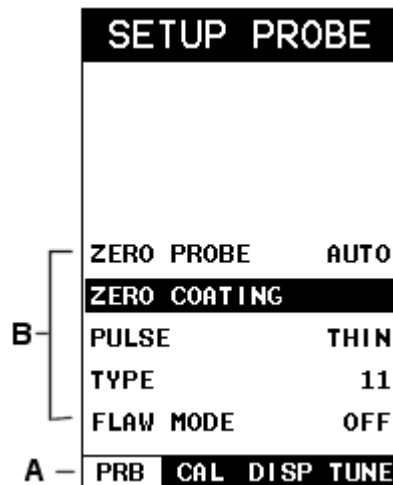 SETUP PROBE
ZERO PROBE AUTO
ZERO COATING
B
PULSE THIN
TYPE 11
FLAW MODE OFF
A PRB CAL DISP TUNE